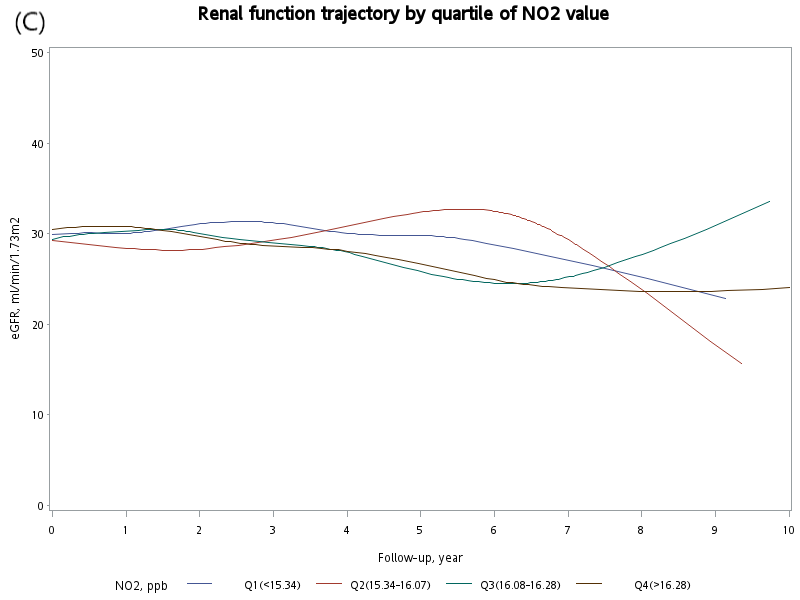 (C)
Renal function trajectory by quartile of NO2 value
50
40
30
20
10
0
eGFR, ml/min/1.73m2
0 1 2 3 4 5 6 7 8 9 10
Follow-up, year
NO2, ppb Q1(<15.34) Q2(15.34-16.07) Q3(16.08-16.28) Q4(>16.28)